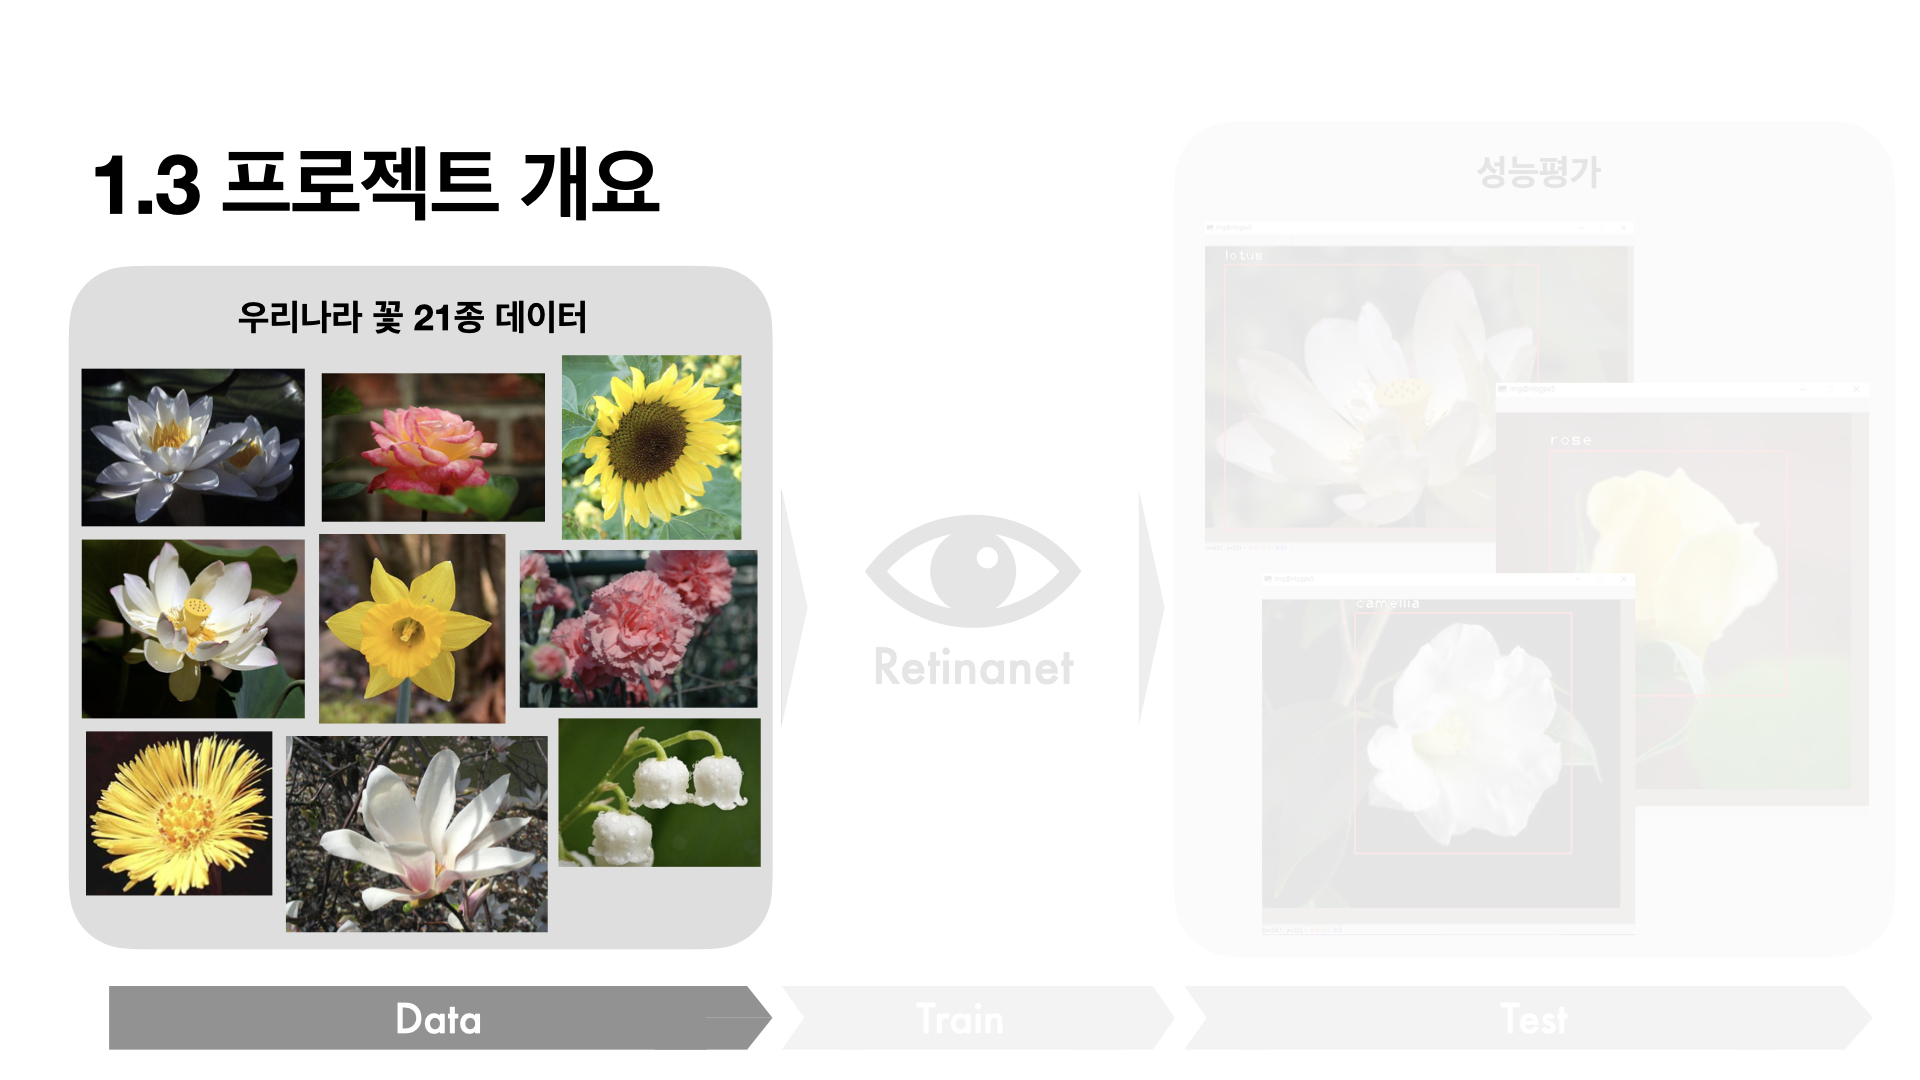 1.3 프로젝트 개요
우리나라 꽃 21종 데이터
Retinanet
성능평가
lotus
rose
camellia
Data
Train
Test